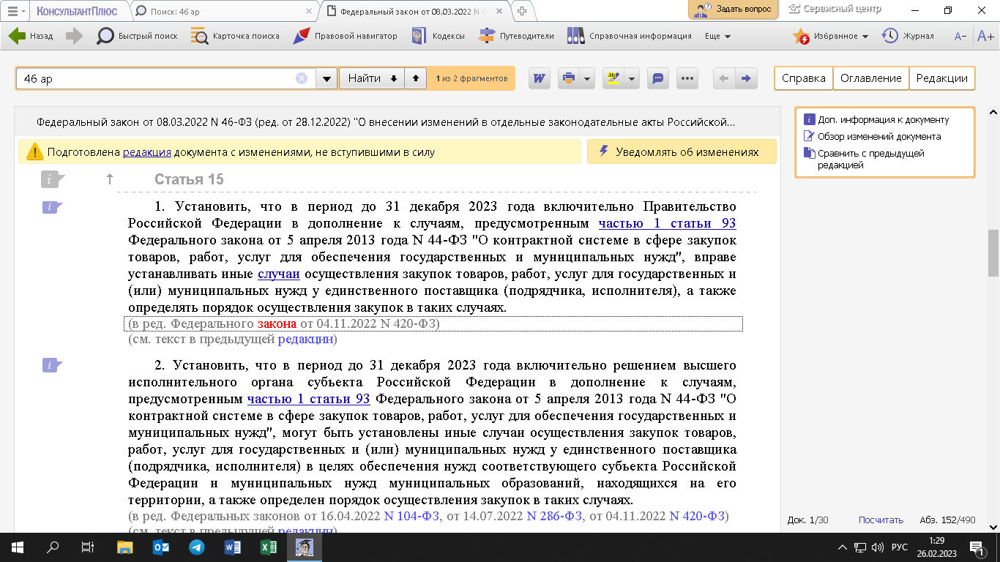 КОНСУЛЬТАНТПЛЮС
Поиск: 46 ар
Федеральный закон от 08.03.2022 N 4
Задать вопрос
Сервисный центр
Назад
Быстрый поиск
Карточка поиска
Правовой навигатор
Кодексы
Путеводители
Справочная информация
Еще
Избранное
Журнал
А−
А+
46 ар
Найти
1 из 2 фрагментов
W
Справка
Оглавление
Редакции
Федеральный закон от 08.03.2022 N 46-ФЗ (ред. от 28.12.2022) "О внесении изменений в отдельные законодательные акты Российской...
Подготовлена редакция документа с изменениями, не вступившими в силу
Уведомлять об изменениях
Доп. информация к документу
Обзор изменений документа
Сравнить с предыдущей
редакцией
Статья 15
1. Установить, что в период до 31 декабря 2023 года включительно Правительство
Российской Федерации в дополнение к случаям, предусмотренным частью 1 статьи 93
Федерального закона от 5 апреля 2013 года N 44-ФЗ "О контрактной системе в сфере закупок
товаров, работ, услуг для обеспечения государственных и муниципальных нужд", вправе
устанавливать иные случаи осуществления закупок товаров, работ, услуг для государственных и
(или) муниципальных нужд у единственного поставщика (подрядчика, исполнителя), а также
определять порядок осуществления закупок в таких случаях.
(в ред. Федерального закона от 04.11.2022 N 420-ФЗ)
(см. текст в предыдущей редакции)
2. Установить, что в период до 31 декабря 2023 года включительно решением высшего
исполнительного органа субъекта Российской Федерации в дополнение к случаям,
предусмотренным частью 1 статьи 93 Федерального закона от 5 апреля 2013 года N 44-ФЗ "О
контрактной системе в сфере закупок товаров, работ, услуг для обеспечения государственных и
муниципальных нужд", могут быть установлены иные случаи осуществления закупок товаров,
работ, услуг для государственных и (или) муниципальных нужд у единственного поставщика
(подрядчика, исполнителя) в целях обеспечения нужд соответствующего субъекта Российской
Федерации и муниципальных нужд муниципальных образований, находящихся на его
территории, а также определен порядок осуществления закупок в таких случаях.
(в ред. Федеральных законов от 16.04.2022 N 104-ФЗ, от 14.07.2022 N 286-ФЗ, от 04.11.2022 N 420-ФЗ)
(см. текст в предыдущей редакции)
Док. 1/30
Посчитать
Абз. 152/490
РУС
1:29
26.02.2023
1